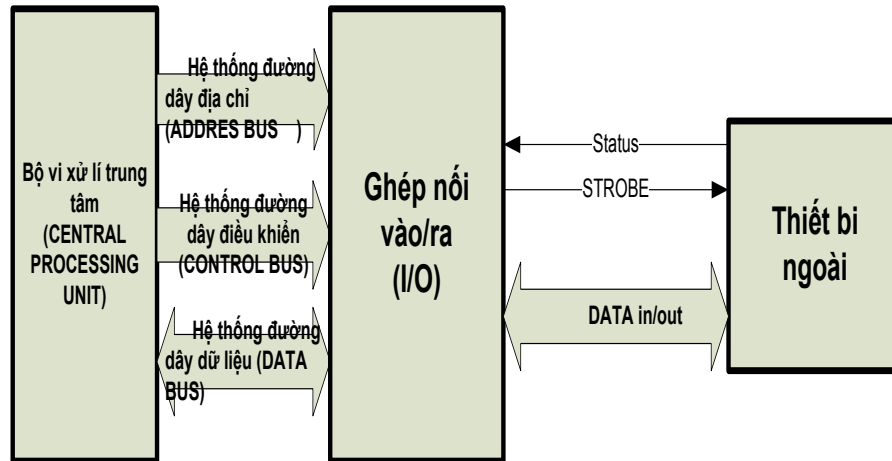 Bộ vi xử lí trung
tâm
(CENTRAL
PROCESSING
UNIT)
Hệ thống đường
dây địa chỉ
(ADDRES BUS )
Hệ thống đường
dây điều khiển
(CONTROL BUS)
Hệ thống đường
dây dữ liệu (DATA
BUS)
Ghép nối
vào/ra
(I/O)
Status
STROBE
DATA in/out
Thiết bi
ngoài